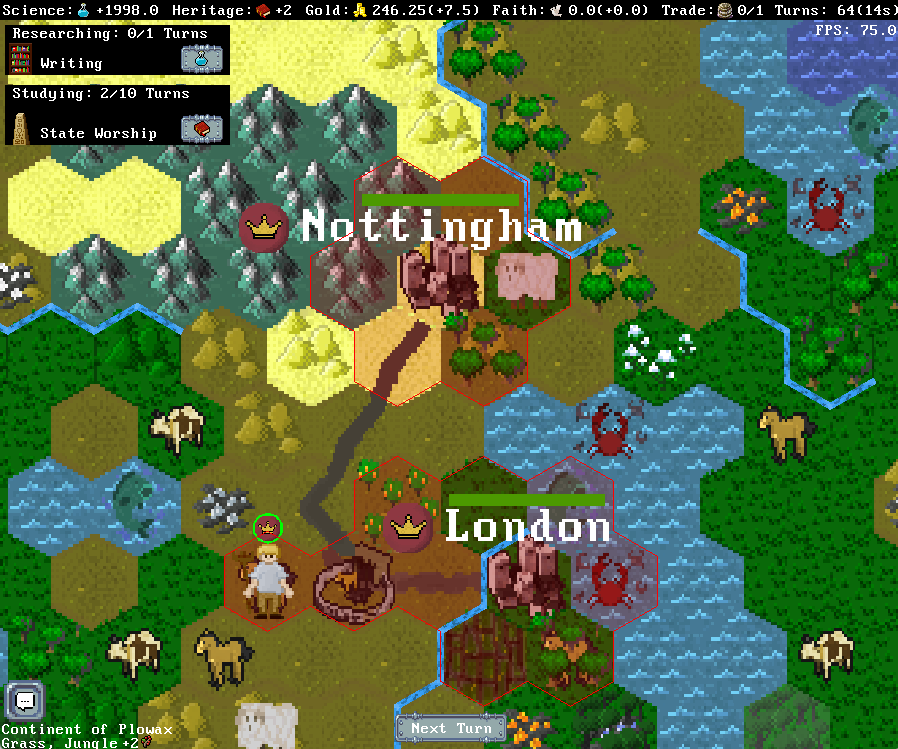 Science: +1998.0 Heritage: +2 Gold: 246.25(+7.5) Faith: 0.0(+0.0) Trade: 0/1 Turns: 64(14s)
FPS: 75.0
Researching: 0/1 Turns
Writing
Studying: 2/10 Turns
State Worship
Nottingham
London
Continent of Plowax
Grass, Jungle +2
Next Turn